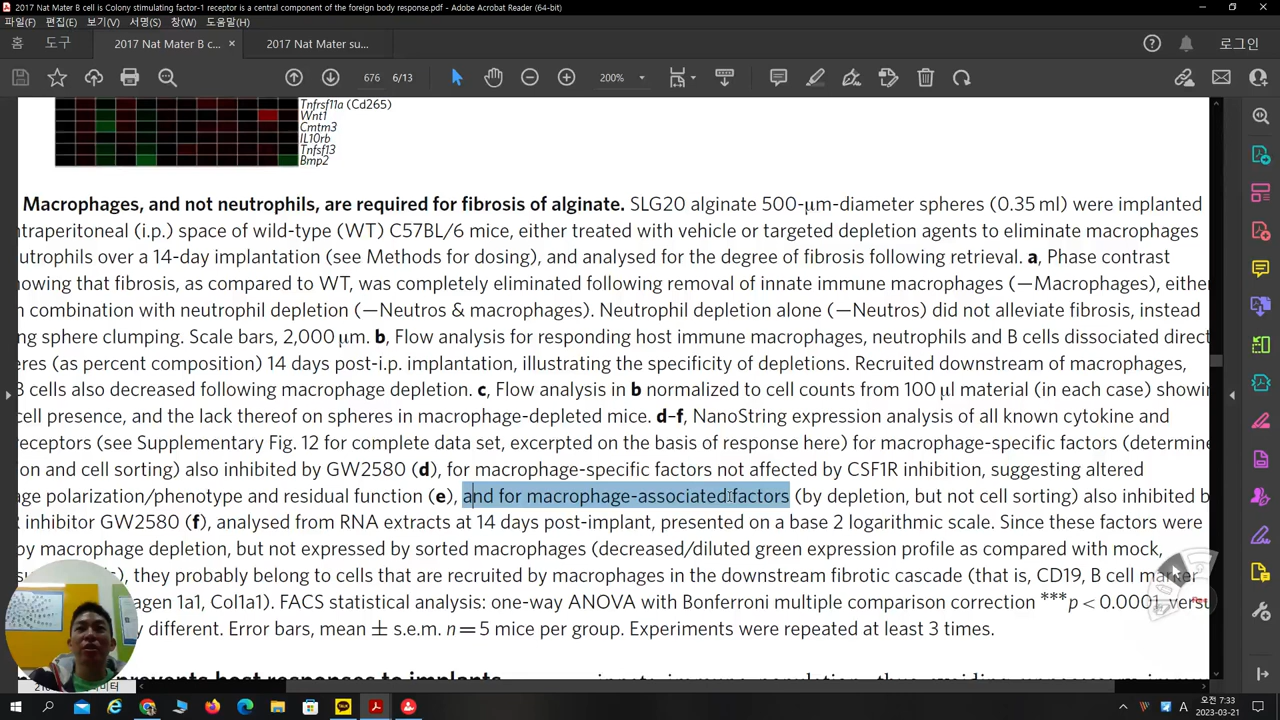 2017 Nat Mater B cell is Colony stimulating factor-1 receptor is a central component of the foreign body response.pdf - Adobe Acrobat Reader (64-bit)
파일(F) 편집(E) 보기(V) 서명(S) 창(W) 도움말(H)
홈 도구 2017 Nat Mater B c... × 2017 Nat Mater su... 로그인
676 6/13 200%
Tnfrsf11a (Cd265)
Wnt1
Cmtm3
IL10rb
Tnfsf13
Bmp2
Macrophages, and not neutrophils, are required for fibrosis of alginate. SLG20 alginate 500-μm-diameter spheres (0.35 ml) were implanted
ntraperitoneal (i.p.) space of wild-type (WT) C57BL/6 mice, either treated with vehicle or targeted depletion agents to eliminate macrophages
utrophils over a 14-day implantation (see Methods for dosing), and analysed for the degree of fibrosis following retrieval. a, Phase contrast
nowing that fibrosis, as compared to WT, was completely eliminated following removal of innate immune macrophages (—Macrophages), either
n combination with neutrophil depletion (—Neutros & macrophages). Neutrophil depletion alone (—Neutros) did not alleviate fibrosis, instead
ng sphere clumping. Scale bars, 2,000 μm. b, Flow analysis for responding host immune macrophages, neutrophils and B cells dissociated direct
eres (as percent composition) 14 days post-i.p. implantation, illustrating the specificity of depletions. Recruited downstream of macrophages,
B cells also decreased following macrophage depletion. c, Flow analysis in b normalized to cell counts from 100 μl material (in each case) showin
cell presence, and the lack thereof on spheres in macrophage-depleted mice. d–f, NanoString expression analysis of all known cytokine and
receptors (see Supplementary Fig. 12 for complete data set, excerpted on the basis of response here) for macrophage-specific factors (determine
ion and cell sorting) also inhibited by GW2580 (d), for macrophage-specific factors not affected by CSF1R inhibition, suggesting altered
age polarization/phenotype and residual function (e), and for macrophage-associated factors (by depletion, but not cell sorting) also inhibited b
R inhibitor GW2580 (f), analysed from RNA extracts at 14 days post-implant, presented on a base 2 logarithmic scale. Since these factors were
by macrophage depletion, but not expressed by sorted macrophages (decreased/diluted green expression profile as compared with mock,
), they probably belong to cells that are recruited by macrophages in the downstream fibrotic cascade (that is, CD19, B cell marker
agen 1a1, Col1a1). FACS statistical analysis: one-way ANOVA with Bonferroni multiple comparison correction ***p < 0.0001, versu
y different. Error bars, mean ± s.e.m. n = 5 mice per group. Experiments were repeated at least 3 times.
prevents host responses to implants
innate immune population, thus avoiding
오전 7:33
2023-03-21